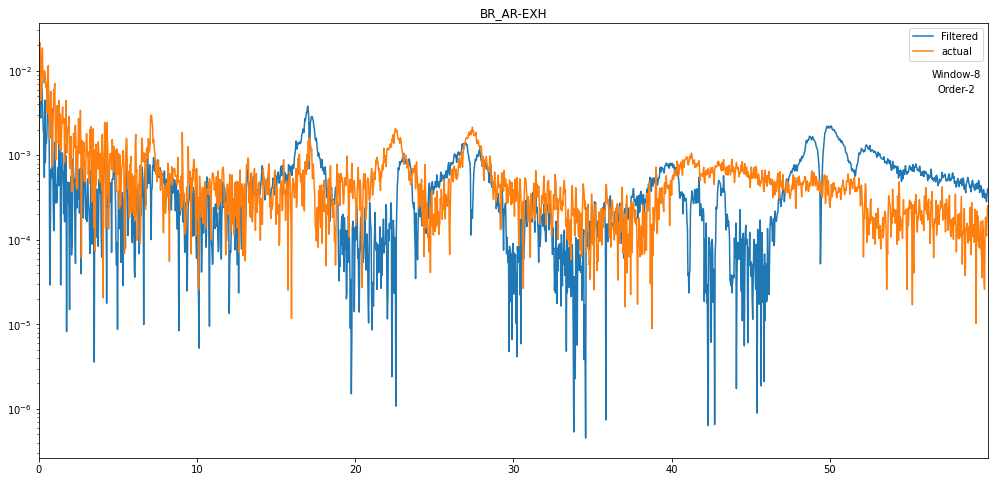 BR_AR-EXH
Filtered
actual
Window-8
Order-2
10⁻²
10⁻³
10⁻⁴
10⁻⁵
10⁻⁶
0 10 20 30 40 50